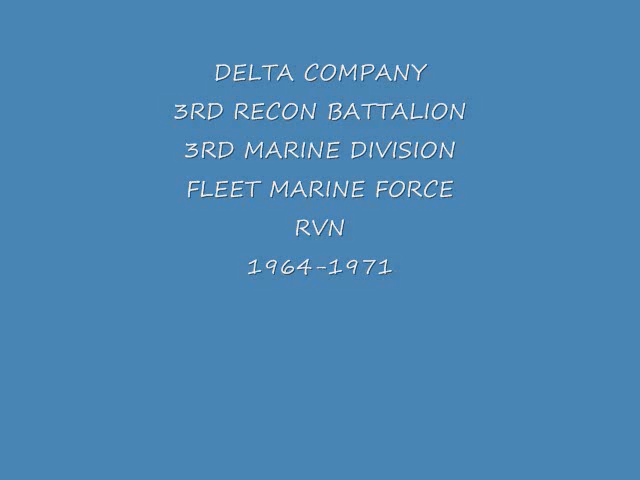 DELTA COMPANY
3RD RECON BATTALION
3RD MARINE DIVISION
FLEET MARINE FORCE
RVN
1964-1971